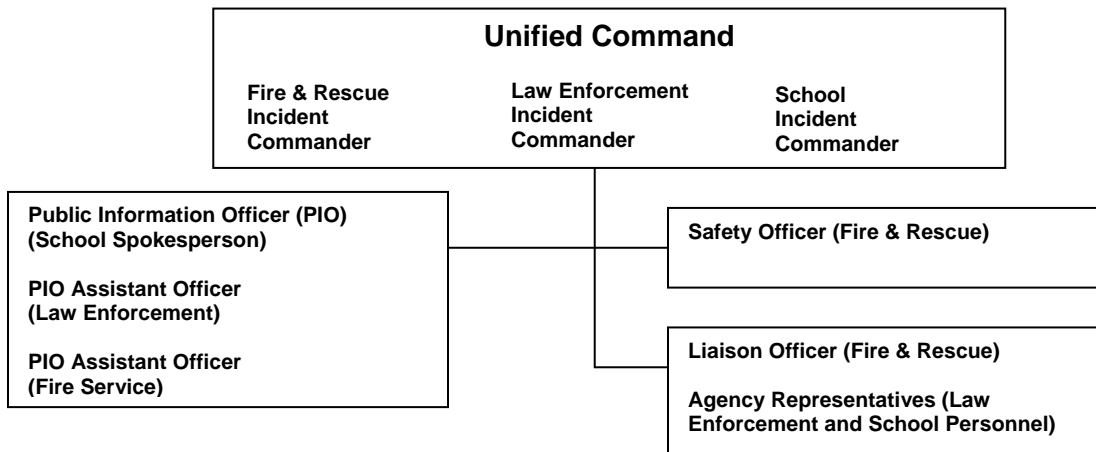 Unified Command
Fire & Rescue
Incident
Commander
Law Enforcement
Incident
Commander
School
Incident
Commander
Public Information Officer (PIO)
(School Spokesperson)
PIO Assistant Officer
(Law Enforcement)
PIO Assistant Officer
(Fire Service)
Safety Officer (Fire & Rescue)
Liaison Officer (Fire & Rescue)
Agency Representatives (Law
Enforcement and School Personnel)